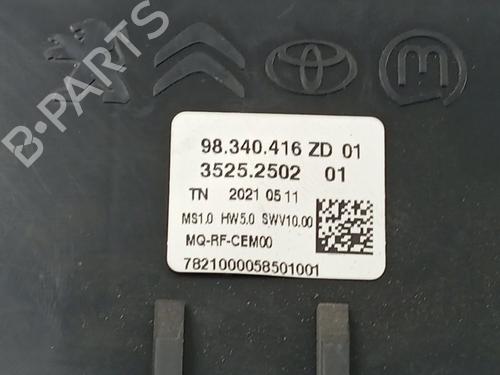 B-PARTS
98.340.416 ZD 01
3525.2502 01
TN 2021 05 11
MS1.0 HW5.0 SWV10.00
MQ-RF-CEM00
7821000058501001